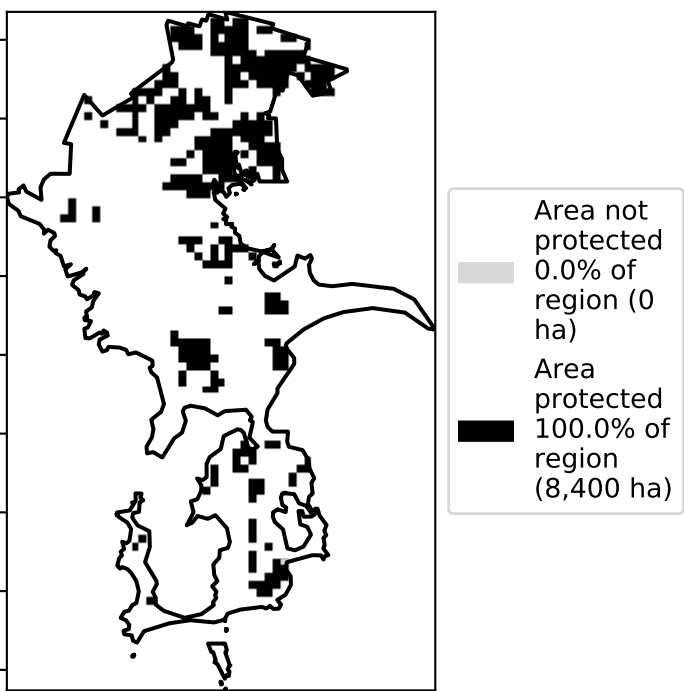 Area not
protected
0.0% of
region (0
ha)
Area
protected
100.0% of
region
(8,400 ha)